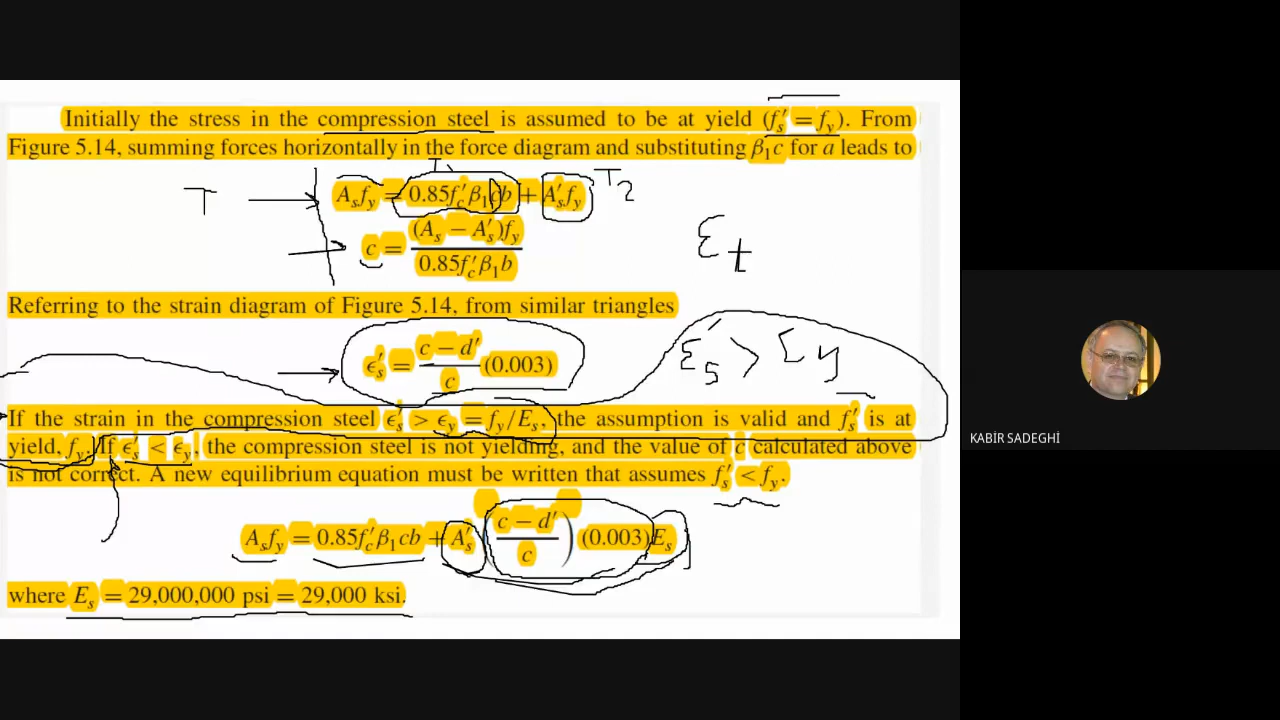 Initially the stress in the compression steel is assumed to be at yield (f′s = fy). From
Figure 5.14, summing forces horizontally in the force diagram and substituting β1c for a leads to
T
Asfy = 0.85f′cβ1cb + A′sfy
T2
c = (As − A′s)fy / 0.85f′cβ1b
Ɛt
Referring to the strain diagram of Figure 5.14, from similar triangles
ϵ′s = c − d′ / c (0.003)
Ɛ′s > Ɛy
If the strain in the compression steel ϵ′s > ϵy = fy/Es, the assumption is valid and f′s is at
yield, fy. If ϵ′s < ϵy, the compression steel is not yielding, and the value of c calculated above
is not correct. A new equilibrium equation must be written that assumes f′s < fy.
Asfy = 0.85f′cβ1cb + A′s (c − d′ / c) (0.003)Es
where Es = 29,000,000 psi = 29,000 ksi.
KABİR SADEGHİ